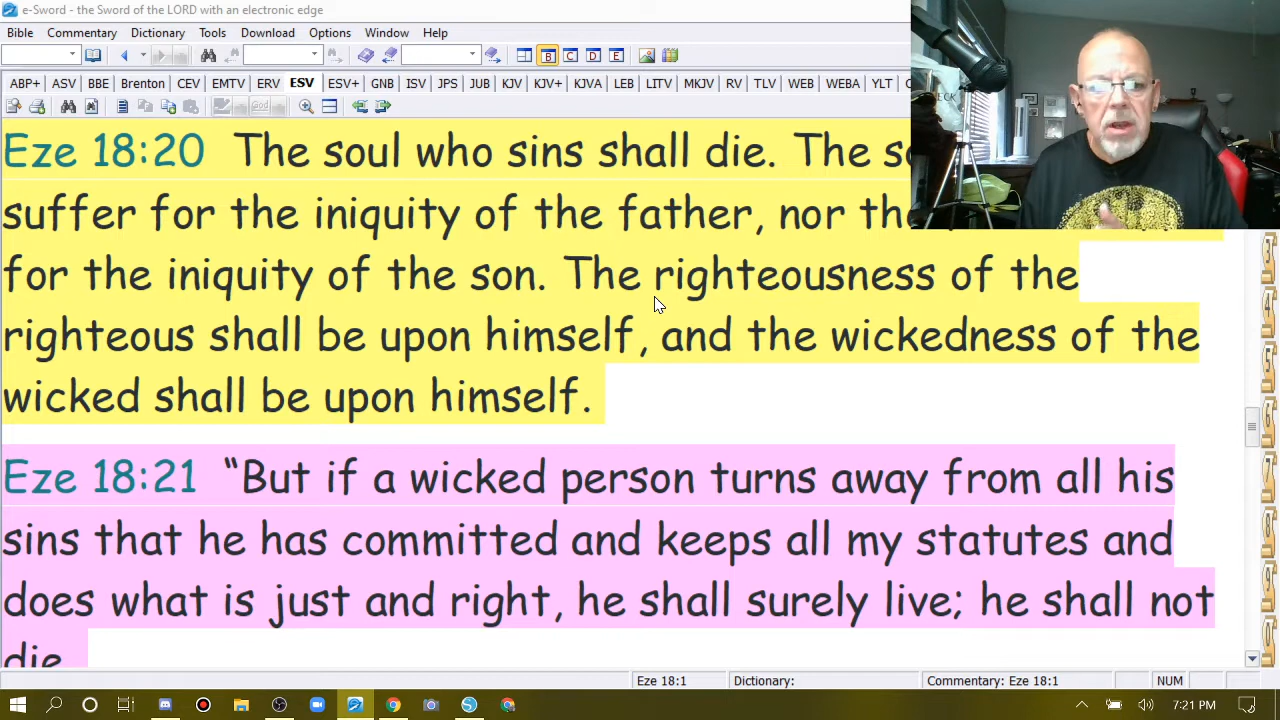 e-Sword - the Sword of the LORD with an electronic edge
Bible Commentary Dictionary Tools Download Options Window Help
B C D E
ABP+ ASV BBE Brenton CEV EMTV ERV ESV ESV+ GNB ISV JPS JUB KJV KJV+ KJVA LEB LITV MKJV RV TLV WEB WEBA YLT
Eze 18:20 The soul who sins shall die. The
suffer for the iniquity of the father, nor
for the iniquity of the son. The righteousness of the
righteous shall be upon himself, and the wickedness of the
wicked shall be upon himself.
Eze 18:21 “But if a wicked person turns away from all his
sins that he has committed and keeps all my statutes and
does what is just and right, he shall surely live; he shall not
die.
Eze 18:1 Dictionary: Commentary: Eze 18:1 NUM
7:21 PM